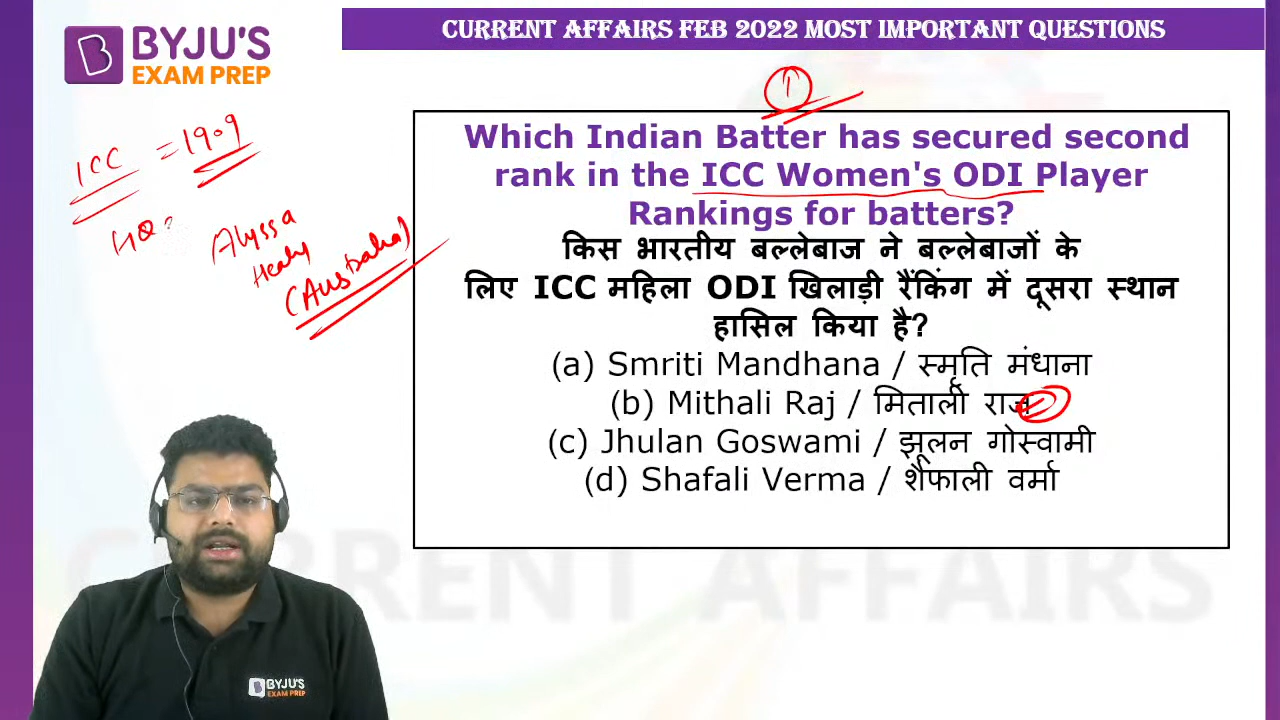 BYJU'S
EXAM PREP
CURRENT AFFAIRS FEB 2022 MOST IMPORTANT QUESTIONS
1
ICC = 1909
HQ:
Alyssa
Healy
(Australia)
Which Indian Batter has secured second
rank in the ICC Women's ODI Player
Rankings for batters?
किस भारतीय बल्लेबाज ने बल्लेबाजों के
लिए ICC महिला ODI खिलाड़ी रैंकिंग में दूसरा स्थान
हासिल किया है?
(a) Smriti Mandhana / स्मृति मंधाना
(b) Mithali Raj / मिताली राज
(c) Jhulan Goswami / झूलन गोस्वामी
(d) Shafali Verma / शैफाली वर्मा
CURRENT AFFAIRS
BYJU'S
EXAM PREP